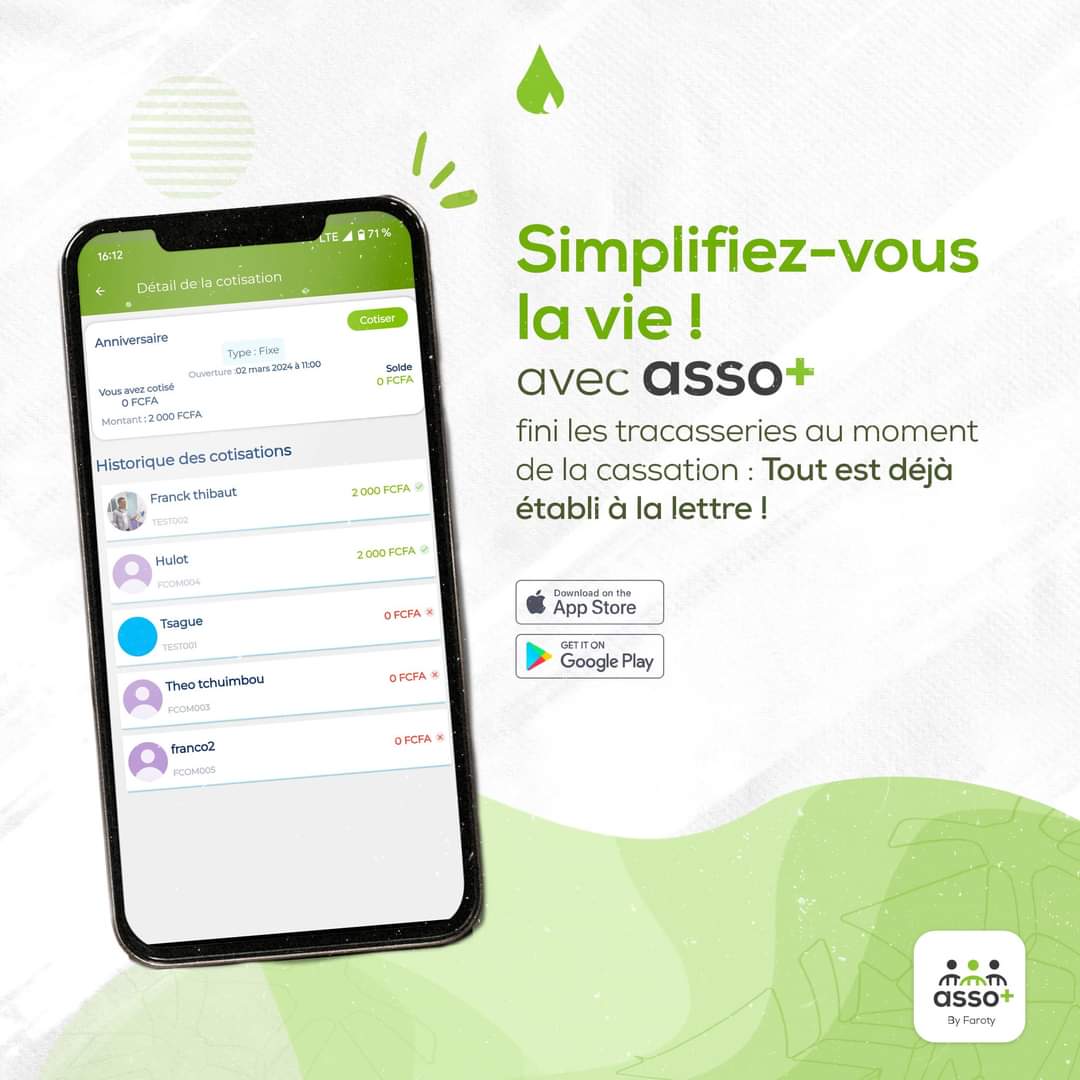 16:12
LTE 71 %
Détail de la cotisation
Anniversaire
Cotiser
Type : Fixe
Ouverture :02 mars 2024 à 11:00
Vous avez cotisé
0 FCFA
Solde
0 FCFA
Montant : 2 000 FCFA
Historique des cotisations
Franck thibaut
2 000 FCFA
TEST002
Hulot
2 000 FCFA
FCOM004
Tsague
0 FCFA
TEST001
Theo tchuimbou
0 FCFA
FCOM003
franco2
0 FCFA
FCOM005
Simplifiez-vous
la vie !
avec asso+
fini les tracasseries au moment
de la cassation : Tout est déjà
établi à la lettre !
Download on the
App Store
GET IT ON
Google Play
asso+
By Faroty